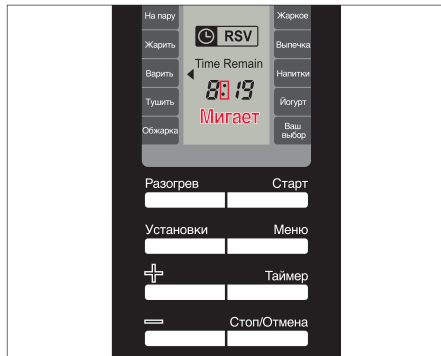 На пару
Жарить
Варить
Тушить
Обжарка
RSV
Time Remain
8:19
Мигает
Жаркое
Выпечка
Напитки
Йогурт
Ваш
выбор
Разогрев Старт
Установки Меню
Таймер
Стоп/Отмена